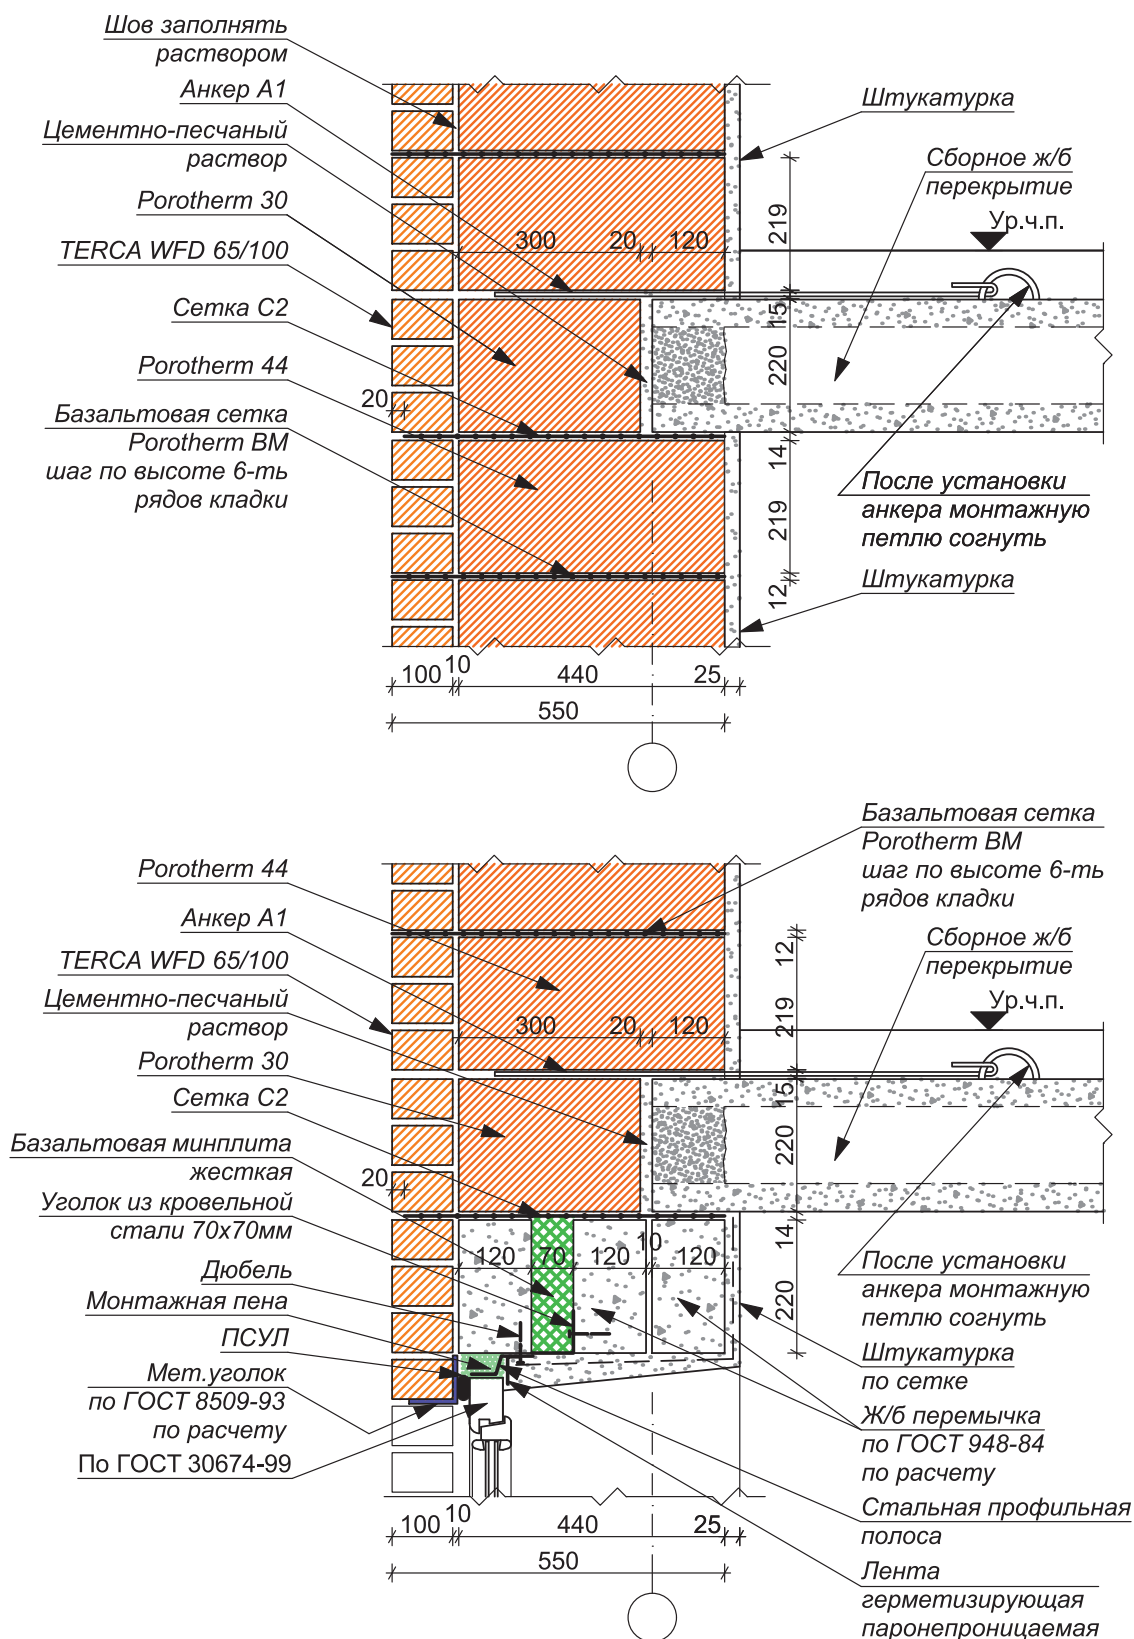 Шов заполнять
раствором
Анкер А1
Цементно-песчаный
раствор
Porotherm 30
TERCA WFD 65/100
Сетка С2
Porotherm 44
20
Базальтовая сетка
Porotherm BM
шаг по высоте 6-ть
рядов кладки
300
20
120
Штукатурка
Сборное ж/б
перекрытие
Ур.ч.п.
219
15
220
14
219
12
После установки
анкера монтажную
петлю согнуть
Штукатурка
100
10
440
25
550
Porotherm 44
Анкер А1
TERCA WFD 65/100
Цементно-песчаный
раствор
Porotherm 30
Сетка С2
Базальтовая минплита
жесткая
20
Уголок из кровельной
стали 70х70мм
Дюбель
Монтажная пена
ПСУЛ
Мет.уголок
по ГОСТ 8509-93
по расчету
По ГОСТ 30674-99
300
20
120
120
70
120
10
120
Базальтовая сетка
Porotherm BM
шаг по высоте 6-ть
рядов кладки
Сборное ж/б
перекрытие
Ур.ч.п.
12
219
15
220
14
220
После установки
анкера монтажную
петлю согнуть
Штукатурка
по сетке
Ж/б перемычка
по ГОСТ 948-84
по расчету
Стальная профильная
полоса
Лента
герметизирующая
паронепроницаемая
100
10
440
25
550